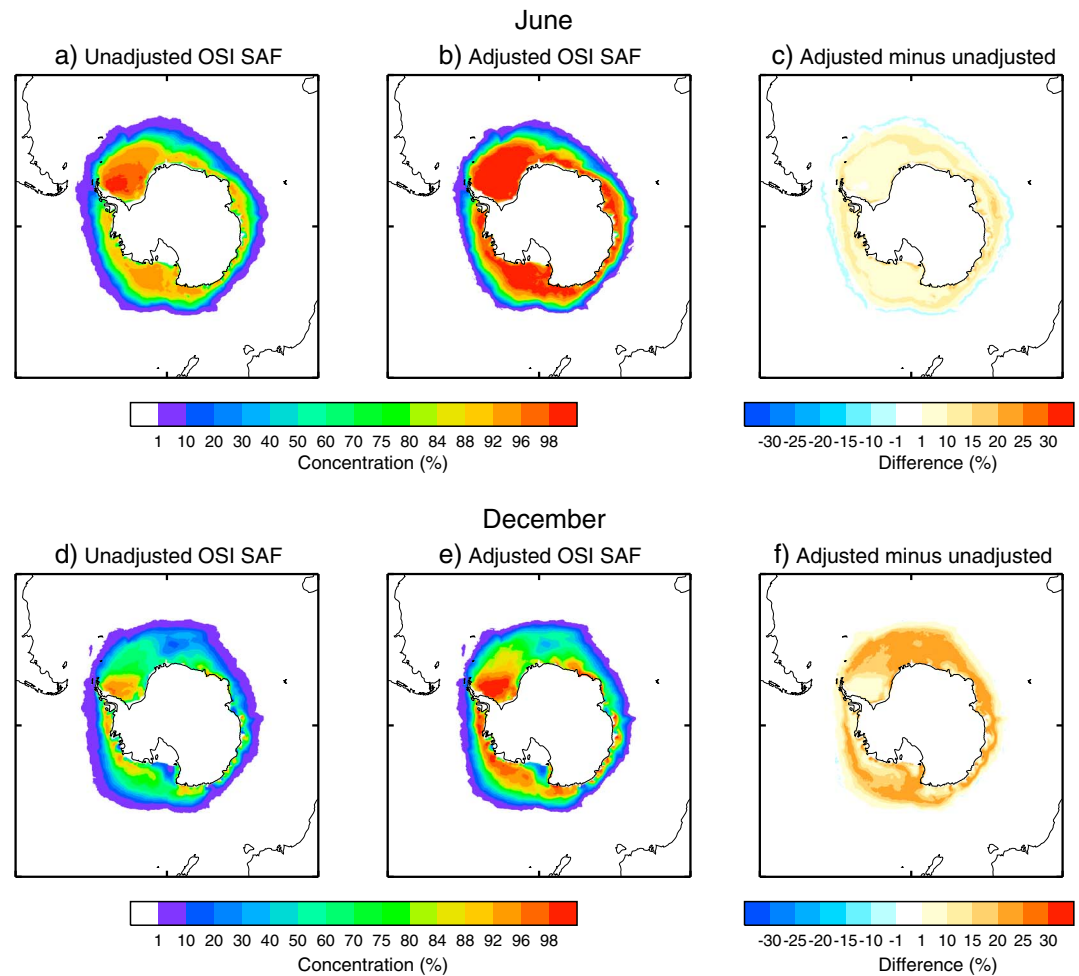 June
a) Unadjusted OSI SAF
b) Adjusted OSI SAF
c) Adjusted minus unadjusted
1 10 20 30 40 50 60 75 80 84 88 92 96 98
Concentration (%)
-30 -25 -20 -15 -10 -1 1 10 15 20 25 30
Difference (%)
December
d) Unadjusted OSI SAF
e) Adjusted OSI SAF
f) Adjusted minus unadjusted
1 10 20 30 40 50 60 75 80 84 88 92 96 98
Concentration (%)
-30 -25 -20 -15 -10 -1 1 10 15 20 25 30
Difference (%)